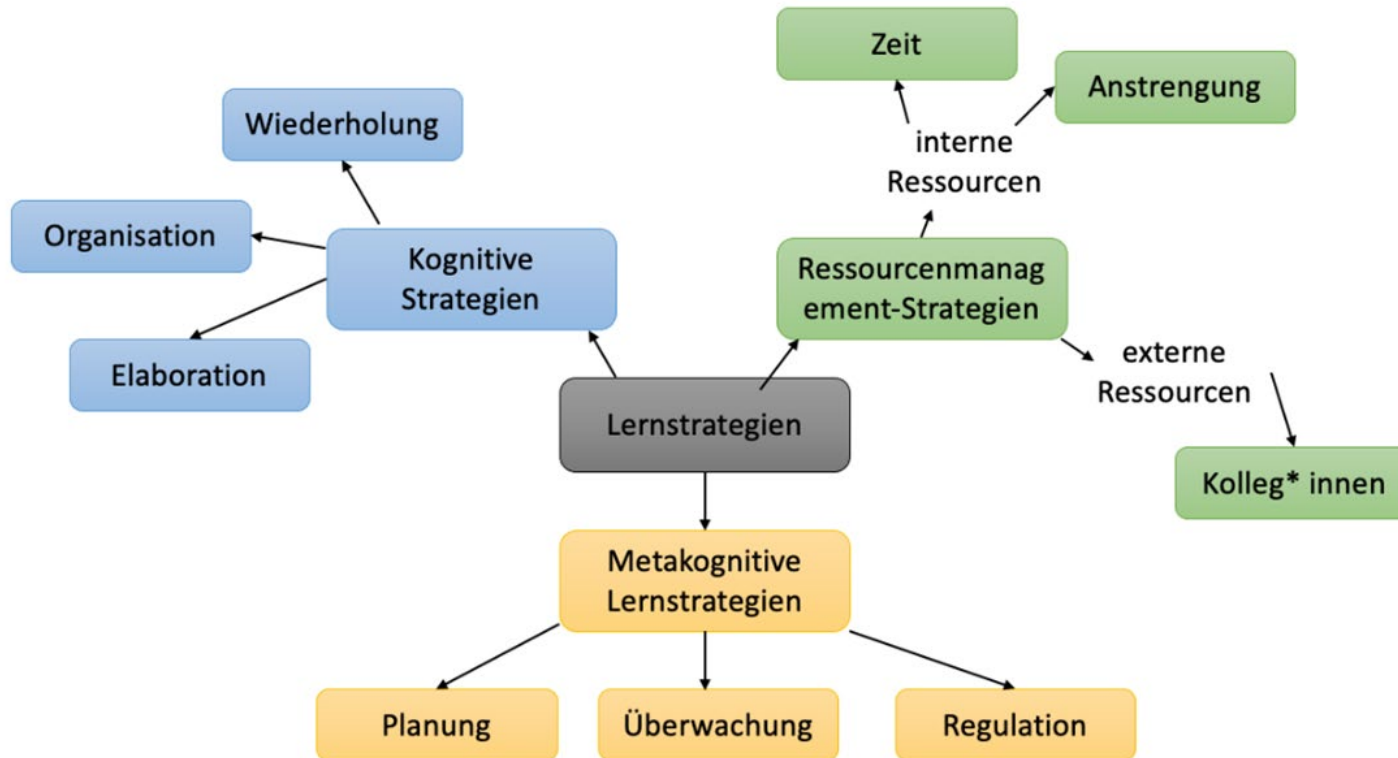 Zeit
Anstrengung
interne
Ressourcen
Wiederholung
Organisation
Kognitive
Strategien
Elaboration
Ressourcenmanag
ement-Strategien
externe
Ressourcen
Kolleg* innen
Lernstrategien
Metakognitive
Lernstrategien
Planung
Überwachung
Regulation